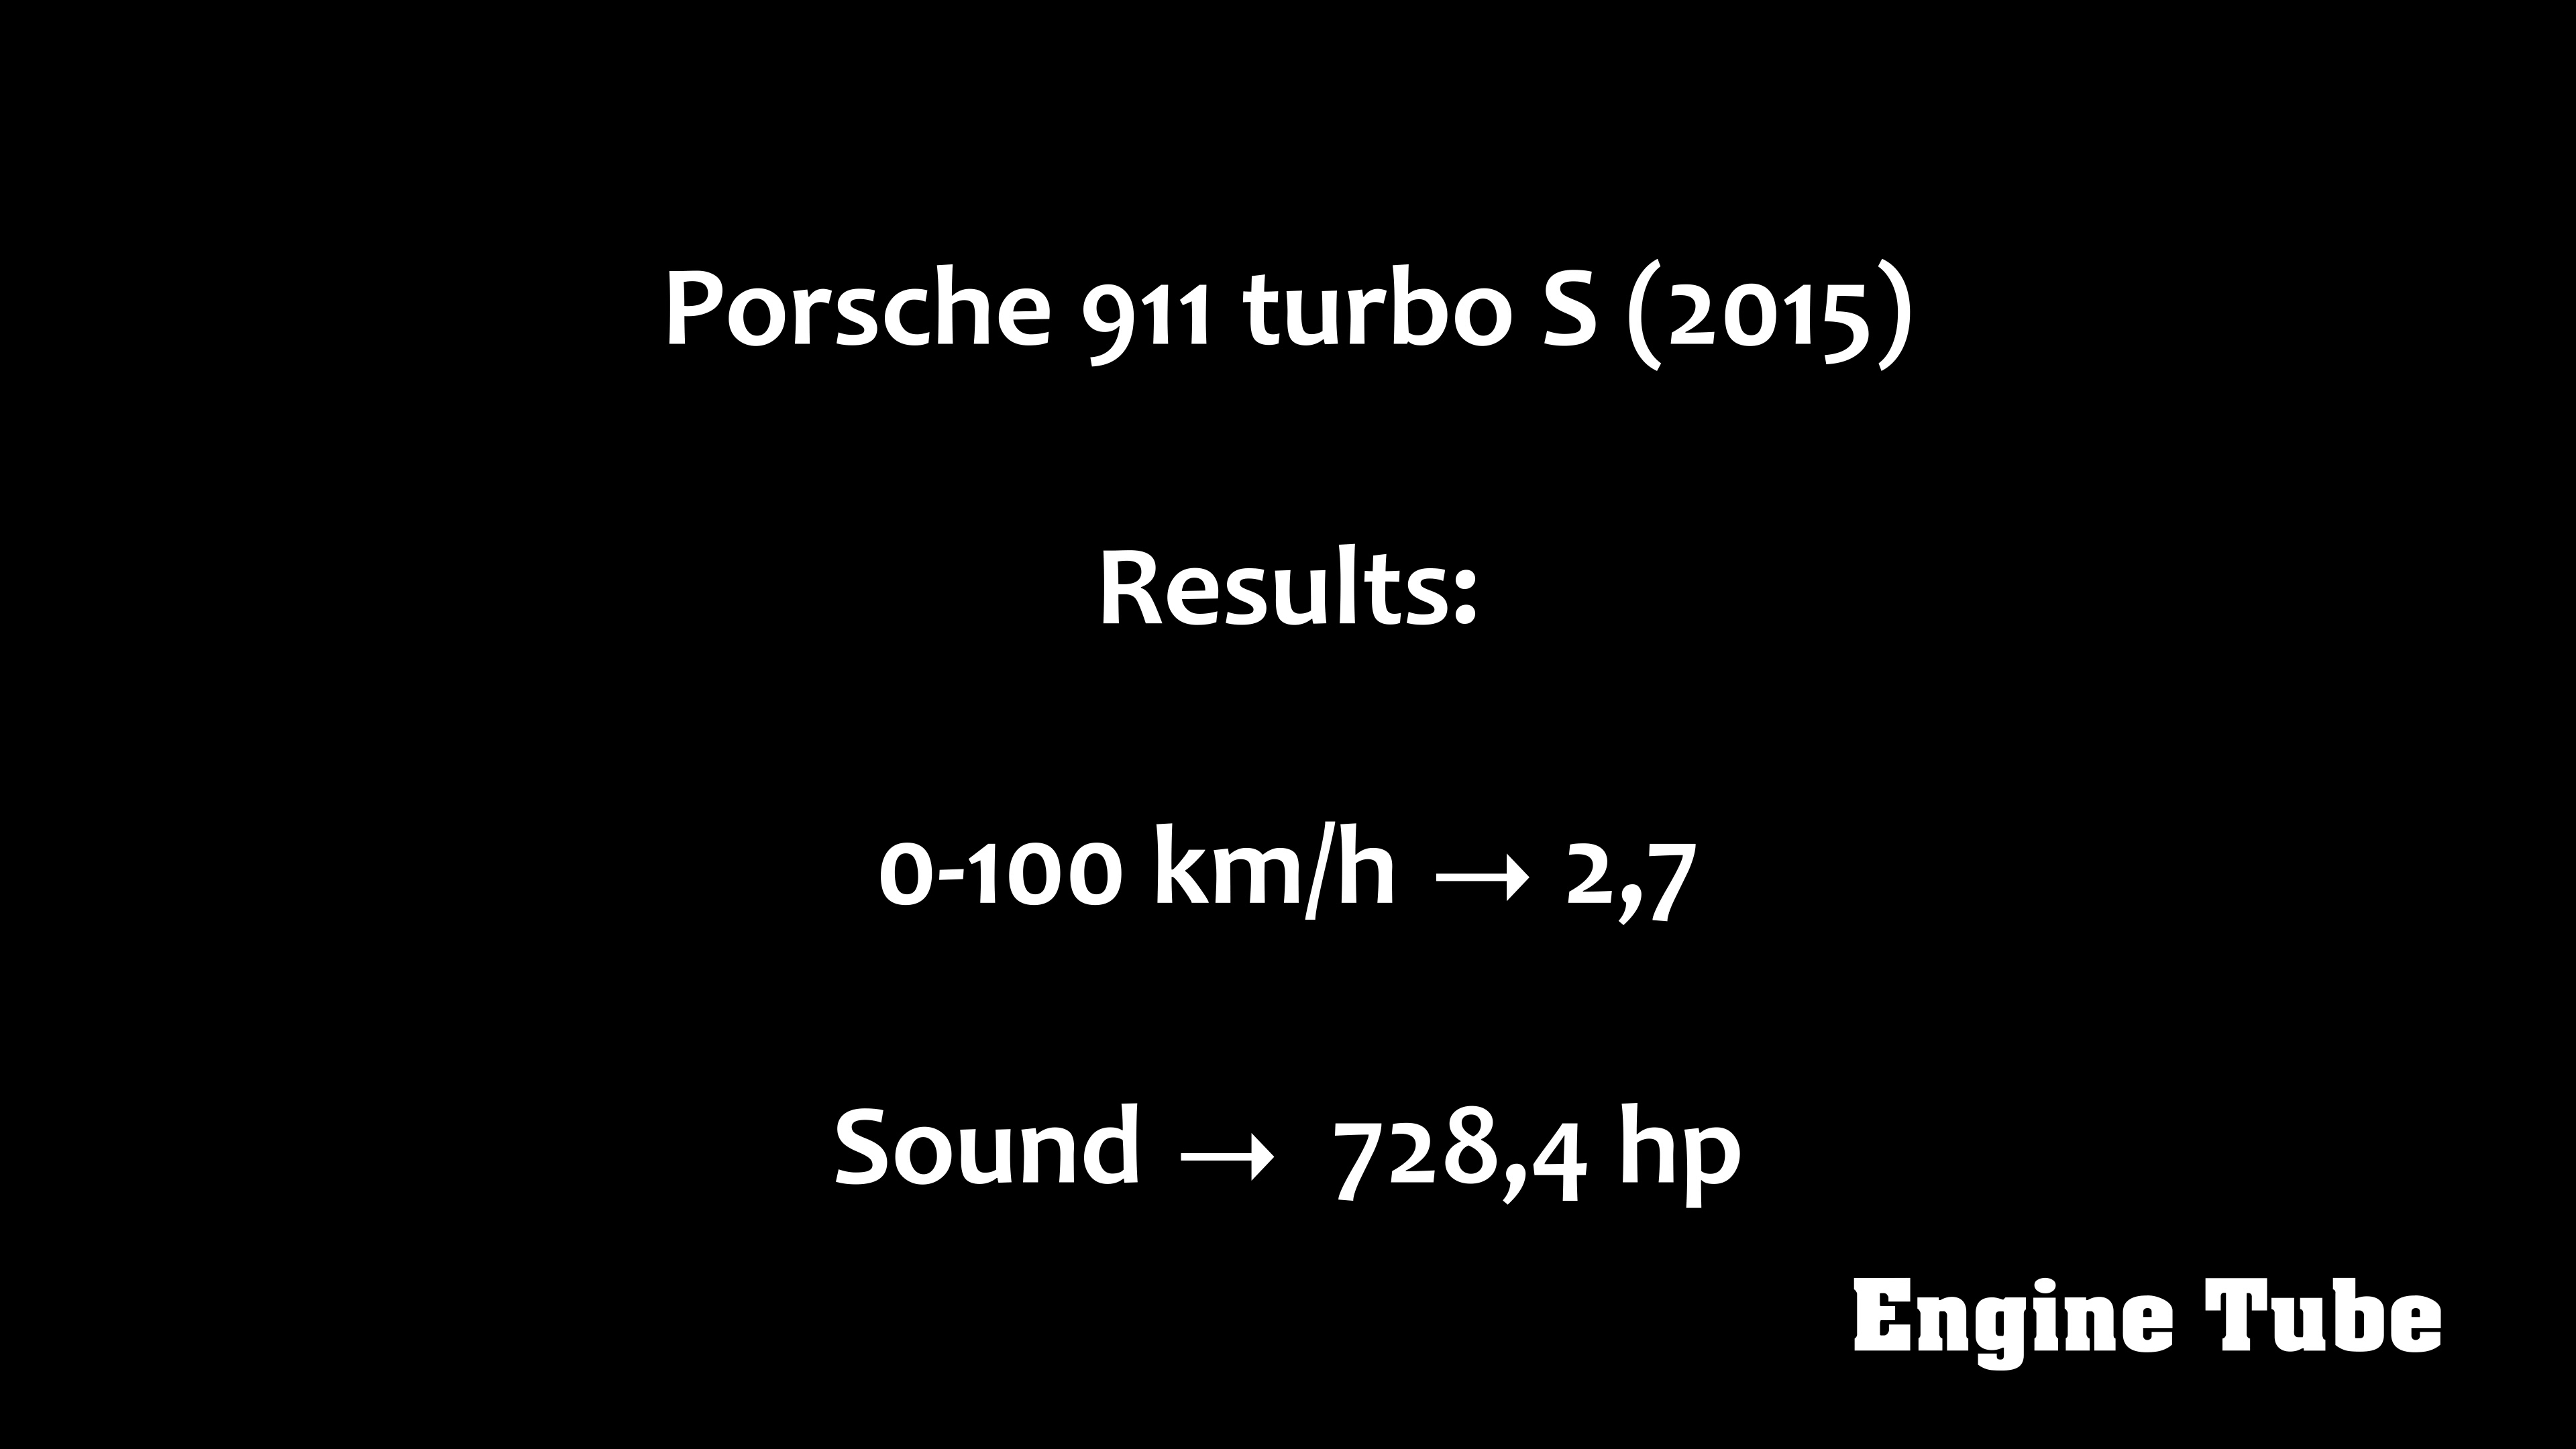 Porsche 911 turbo S (2015)
Results:
0-100 km/h → 2,7
Sound → 728,4 hp
Engine Tube